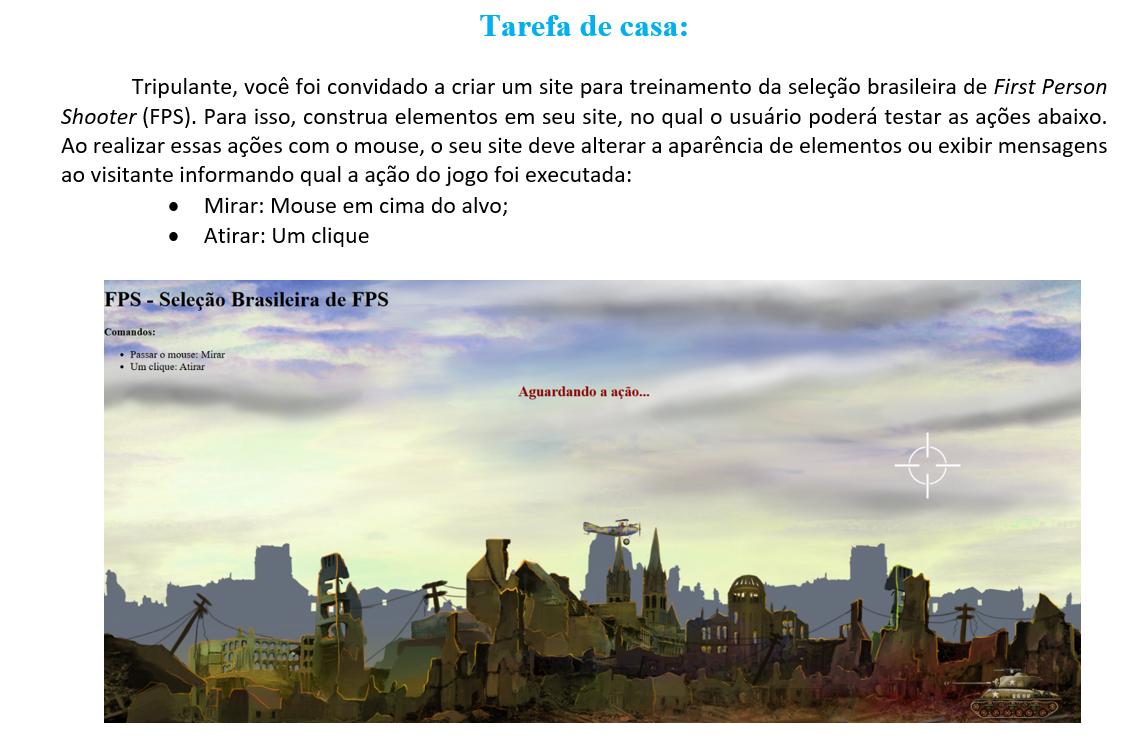 Tarefa de casa:
Tripulante, você foi convidado a criar um site para treinamento da seleção brasileira de First Person
Shooter (FPS). Para isso, construa elementos em seu site, no qual o usuário poderá testar as ações abaixo.
Ao realizar essas ações com o mouse, o seu site deve alterar a aparência de elementos ou exibir mensagens
ao visitante informando qual a ação do jogo foi executada:
• Mirar: Mouse em cima do alvo;
• Atirar: Um clique
FPS - Seleção Brasileira de FPS
Comandos:
• Passar o mouse: Mirar
• Um clique: Atirar
Aguardando a ação...